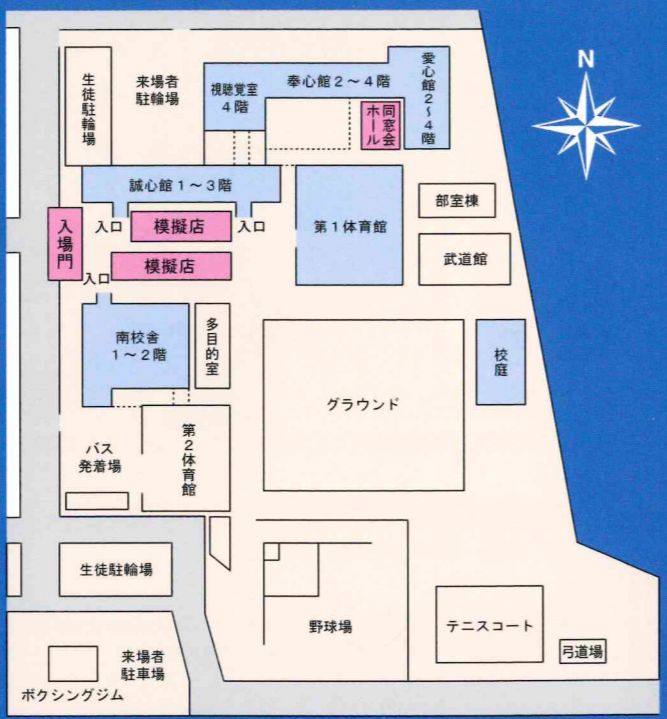 N
生徒駐輪場
来場者
駐輪場
視聴覚室
4階
奉心館2〜4階
愛心館2〜4階
同窓会
ホール
誠心館1〜3階
入場門
入口
模擬店
入口
模擬店
入口
第1体育館
部室棟
武道館
南校舎
1〜2階
多目的室
グラウンド
校庭
バス
発着場
第2体育館
生徒駐輪場
野球場
テニスコート
弓道場
来場者
駐車場
ボクシングジム